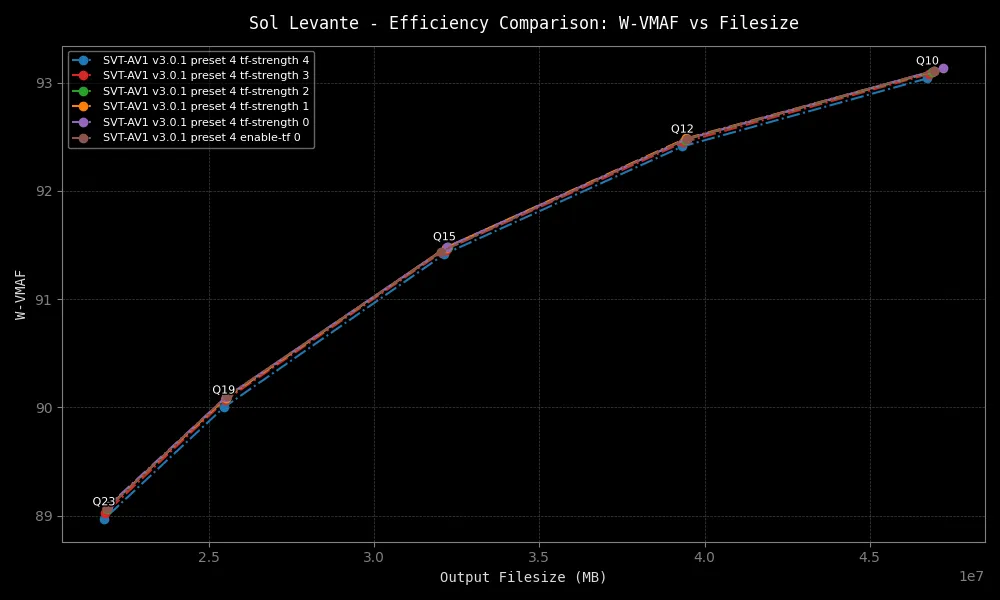 Sol Levante - Efficiency Comparison: W-VMAF vs Filesize
SVT-AV1 v3.0.1 preset 4 tf-strength 4
SVT-AV1 v3.0.1 preset 4 tf-strength 3
SVT-AV1 v3.0.1 preset 4 tf-strength 2
SVT-AV1 v3.0.1 preset 4 tf-strength 1
SVT-AV1 v3.0.1 preset 4 tf-strength 0
SVT-AV1 v3.0.1 preset 4 enable-tf 0
Q10
Q12
Q15
Q19
Q23
93
92
91
90
89
W-VMAF
2.5
3.0
3.5
4.0
4.5
1e7
Output Filesize (MB)